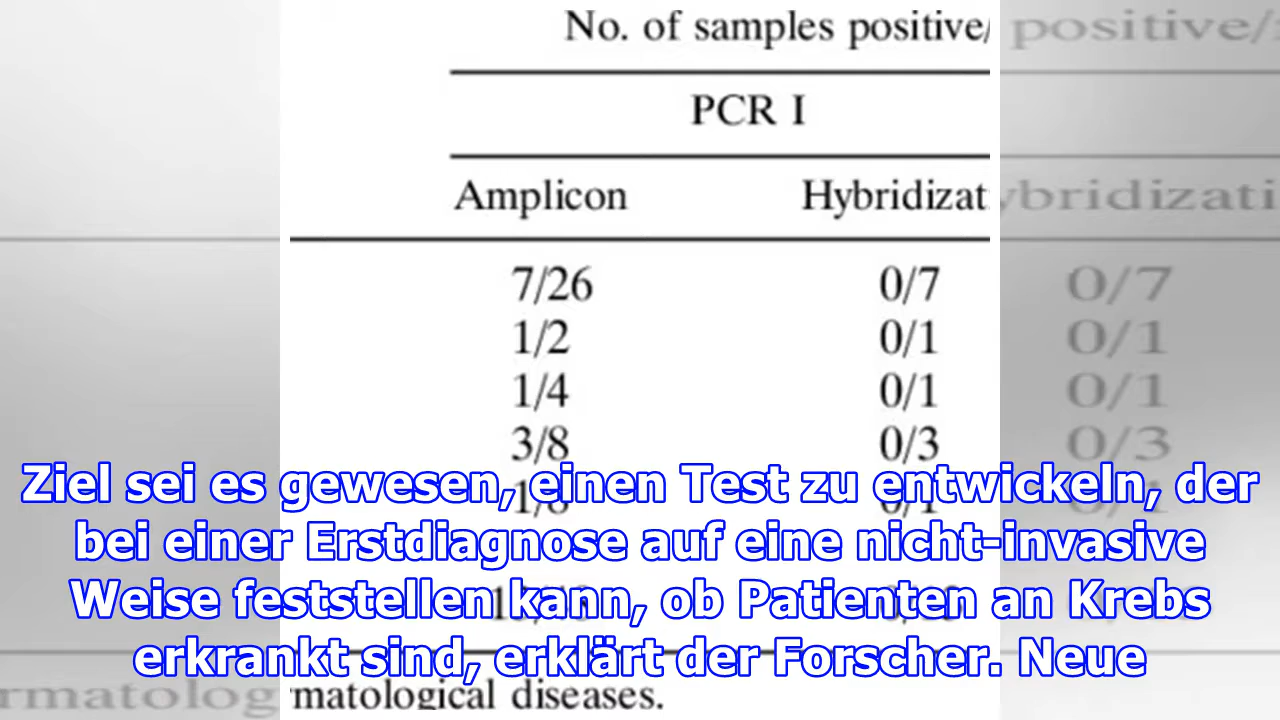 No. of samples positive/
PCR I
Amplicon Hybridizat
7/26 0/7
1/2 0/1
1/4 0/1
3/8 0/3
Ziel sei es gewesen, einen Test zu entwickeln, der
bei einer Erstdiagnose auf eine nicht-invasive
Weise feststellen kann, ob Patienten an Krebs
erkrankt sind, erklärt der Forscher. Neue
matological diseases.